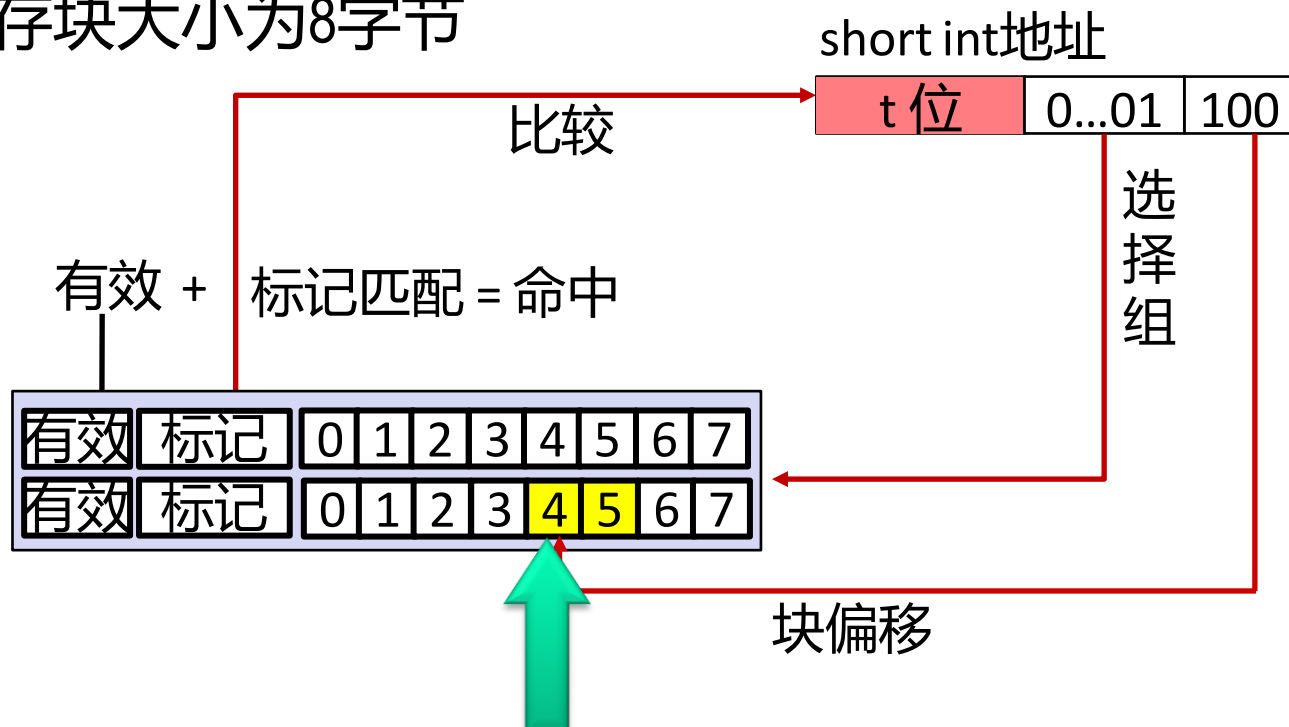 存块大小为8字节
short int地址
t 位 0...01 100
比较
选
择
组
有效 + 标记匹配 = 命中
有效 标记 0 1 2 3 4 5 6 7
有效 标记 0 1 2 3 4 5 6 7
块偏移